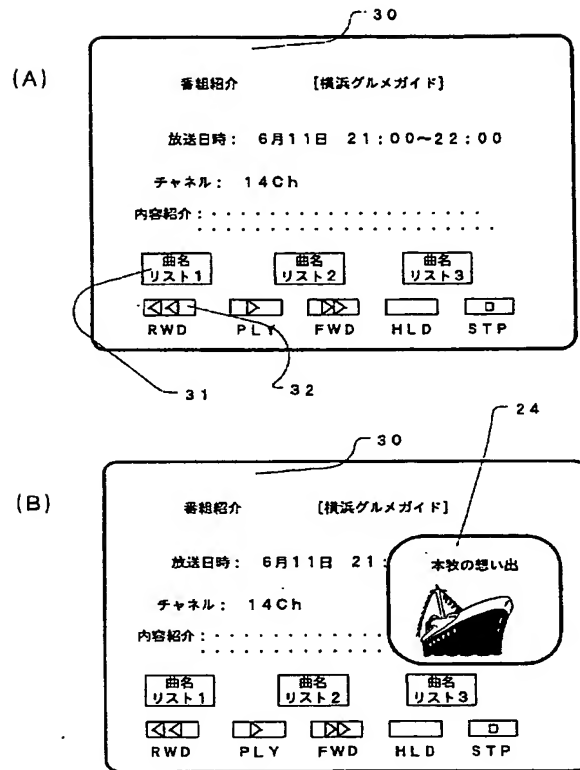 30
(A)
番組紹介 [横浜グルメガイド]
放送日時： 6月11日 21：00～22：00
チャネル： 14Ch
内容紹介：
曲名 曲名 曲名
リスト1 リスト2 リスト3
RWD PLY FWD HLD STP
31 32
24
30
(B)
番組紹介 [横浜グルメガイド]
放送日時： 6月11日 21：
本牧の想い出
チャネル： 14Ch
内容紹介：
曲名 曲名 曲名
リスト1 リスト2 リスト3
RWD PLY FWD HLD STP